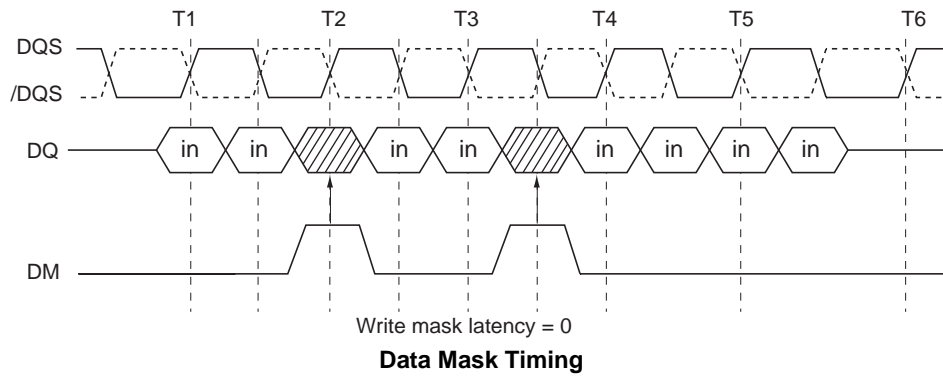 T1 T2 T3 T4 T5 T6
DQS
/DQS
DQ in in in in in in in in
DM
Write mask latency = 0
Data Mask Timing